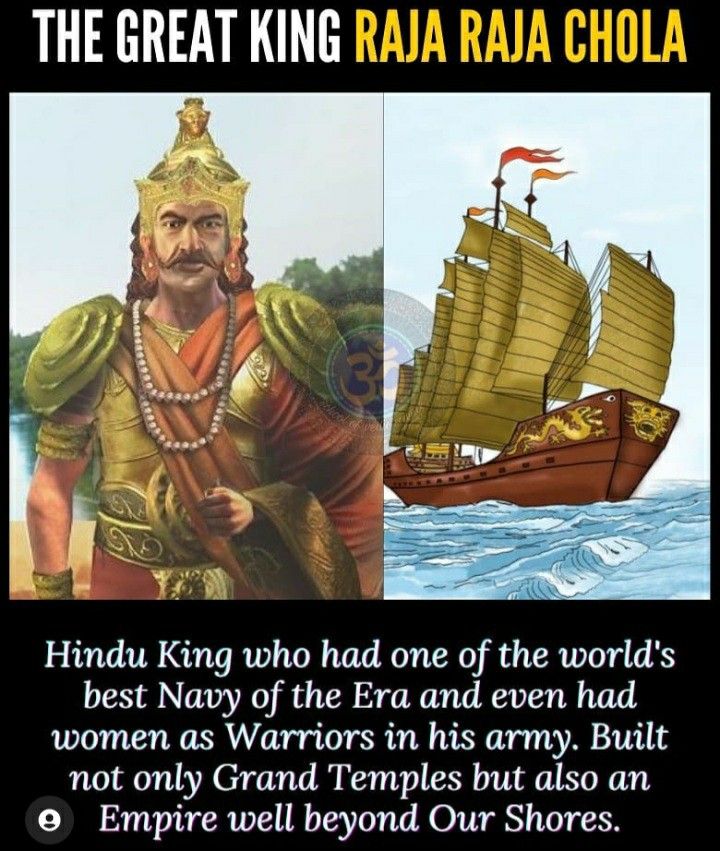 THE GREAT KING RAJA RAJA CHOLA
ॐ
Hindu King who had one of the world's
best Navy of the Era and even had
women as Warriors in his army. Built
not only Grand Temples but also an
Empire well beyond Our Shores.